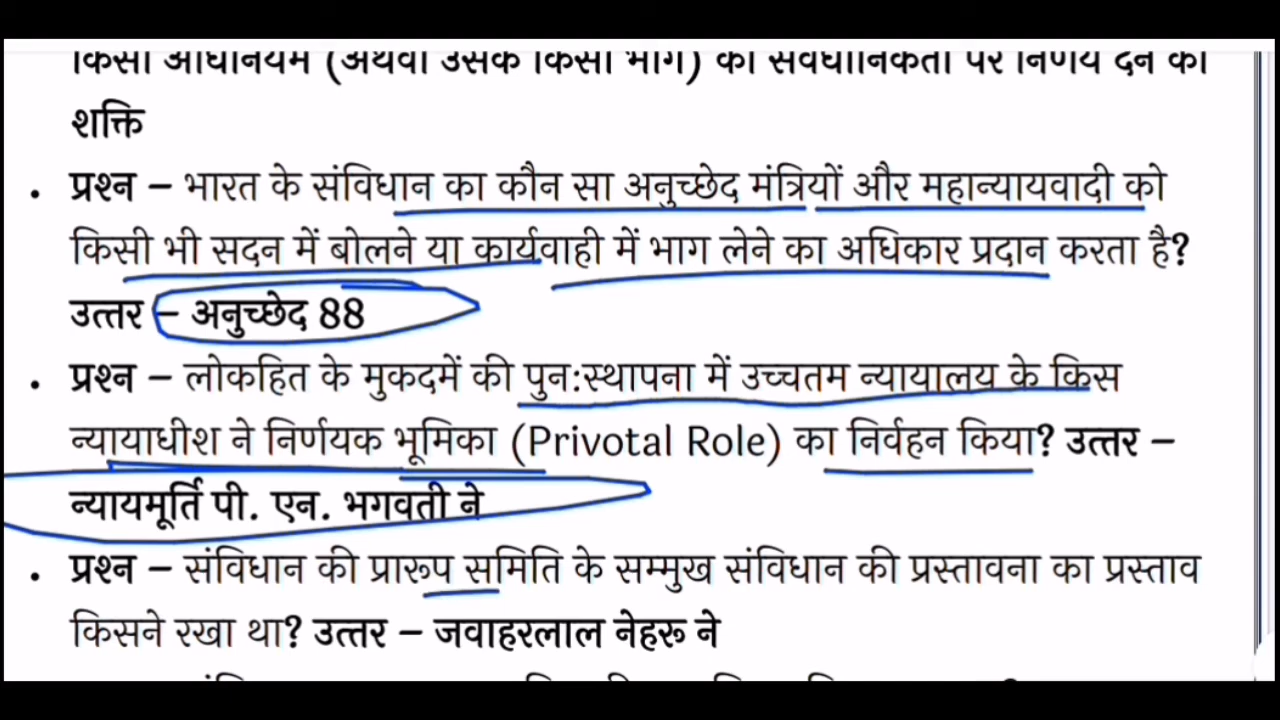 किसी अधिनियम (अथवा उसके किसी भाग) की संवैधानिकता पर निर्णय देने की
शक्ति
. प्रश्न – भारत के संविधान का कौन सा अनुच्छेद मंत्रियों और महान्यायवादी को
किसी भी सदन में बोलने या कार्यवाही में भाग लेने का अधिकार प्रदान करता है?
उत्तर – अनुच्छेद 88
. प्रश्न – लोकहित के मुकदमें की पुन:स्थापना में उच्चतम न्यायालय के किस
न्यायाधीश ने निर्णयक भूमिका (Privotal Role) का निर्वहन किया? उत्तर –
न्यायमूर्ति पी. एन. भगवती ने
. प्रश्न – संविधान की प्रारूप समिति के सम्मुख संविधान की प्रस्तावना का प्रस्ताव
किसने रखा था? उत्तर – जवाहरलाल नेहरू ने